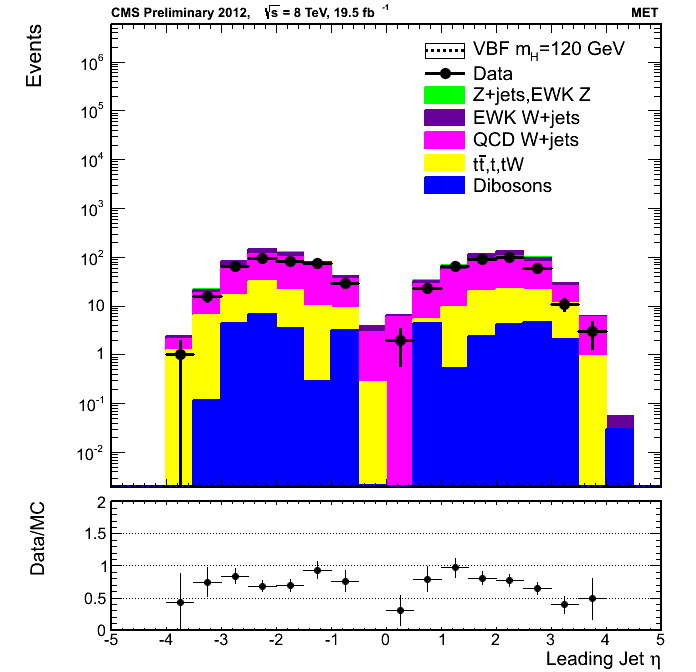 CMS Preliminary 2012, √s = 8 TeV, 19.5 fb⁻¹ MET
Events
VBF m_H=120 GeV
Data
Z+jets,EWK Z
EWK W+jets
QCD W+jets
tt̄,t,tW
Dibosons
10⁶
10⁵
10⁴
10³
10²
10
1
10⁻¹
10⁻²
Data/MC
2
1.5
1
0.5
0
-5 -4 -3 -2 -1 0 1 2 3 4 5
Leading Jet η